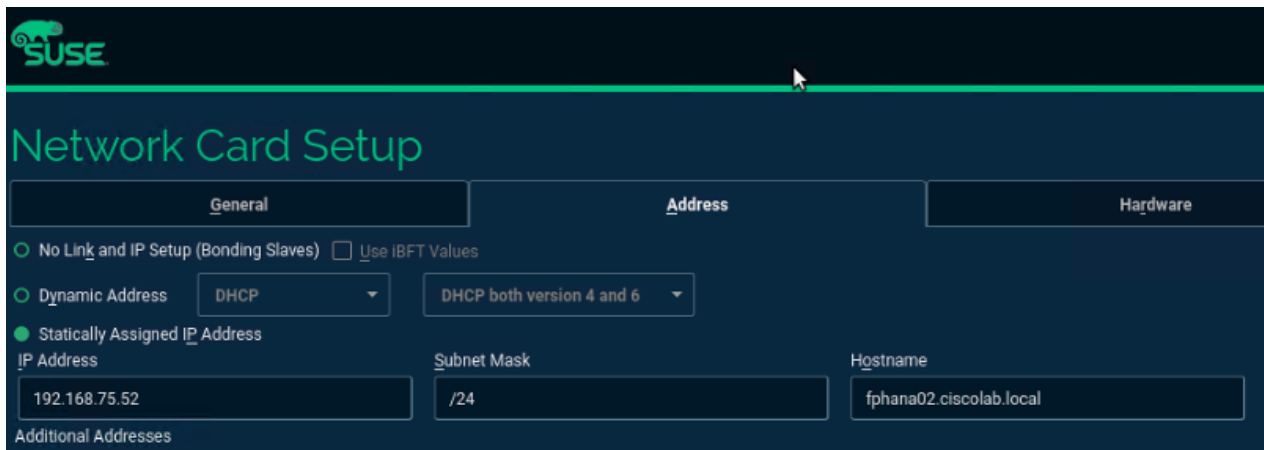 SUSE
Network Card Setup
General Address Hardware
No Link and IP Setup (Bonding Slaves) Use iBFT Values
Dynamic Address DHCP DHCP both version 4 and 6
Statically Assigned IP Address
IP Address Subnet Mask Hostname
192.168.75.52 /24 fphana02.ciscolab.local
Additional Addresses